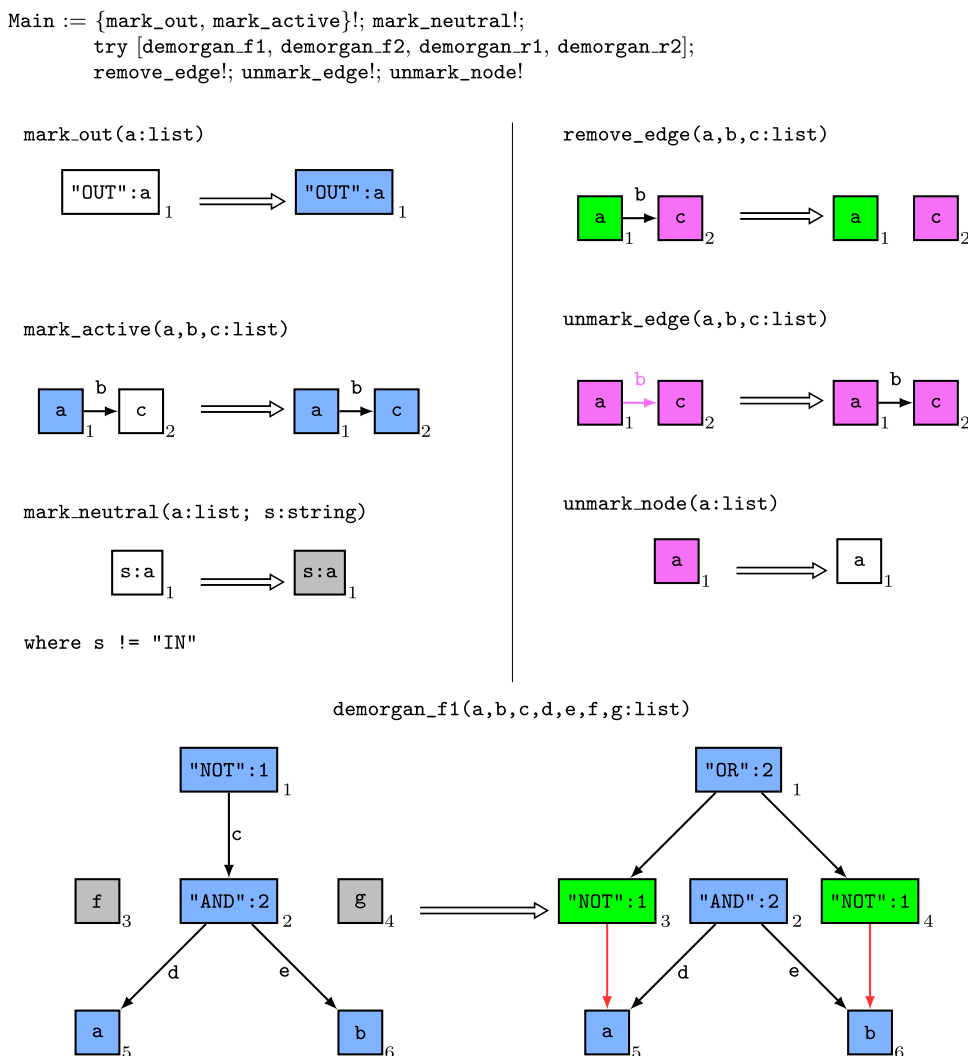 Main := {mark_out, mark_active}!; mark_neutral!;
try [demorgan_f1, demorgan_f2, demorgan_r1, demorgan_r2];
remove_edge!; unmark_edge!; unmark_node!
mark_out(a:list)
"OUT":a 1 "OUT":a 1
mark_active(a,b,c:list)
b b
a 1 c 2 a 1 c 2
mark_neutral(a:list; s:string)
s:a 1 s:a 1
where s != "IN"
remove_edge(a,b,c:list)
b
a 1 c 2 a 1 c 2
unmark_edge(a,b,c:list)
b b
a 1 c 2 a 1 c 2
unmark_node(a:list)
a 1 a 1
demorgan_f1(a,b,c,d,e,f,g:list)
"NOT":1 1 "OR":2 1
c
f 3 "AND":2 2 g 4 "NOT":1 3 "AND":2 2 "NOT":1 4
d e d e
a 5 b 6 a 5 b 6